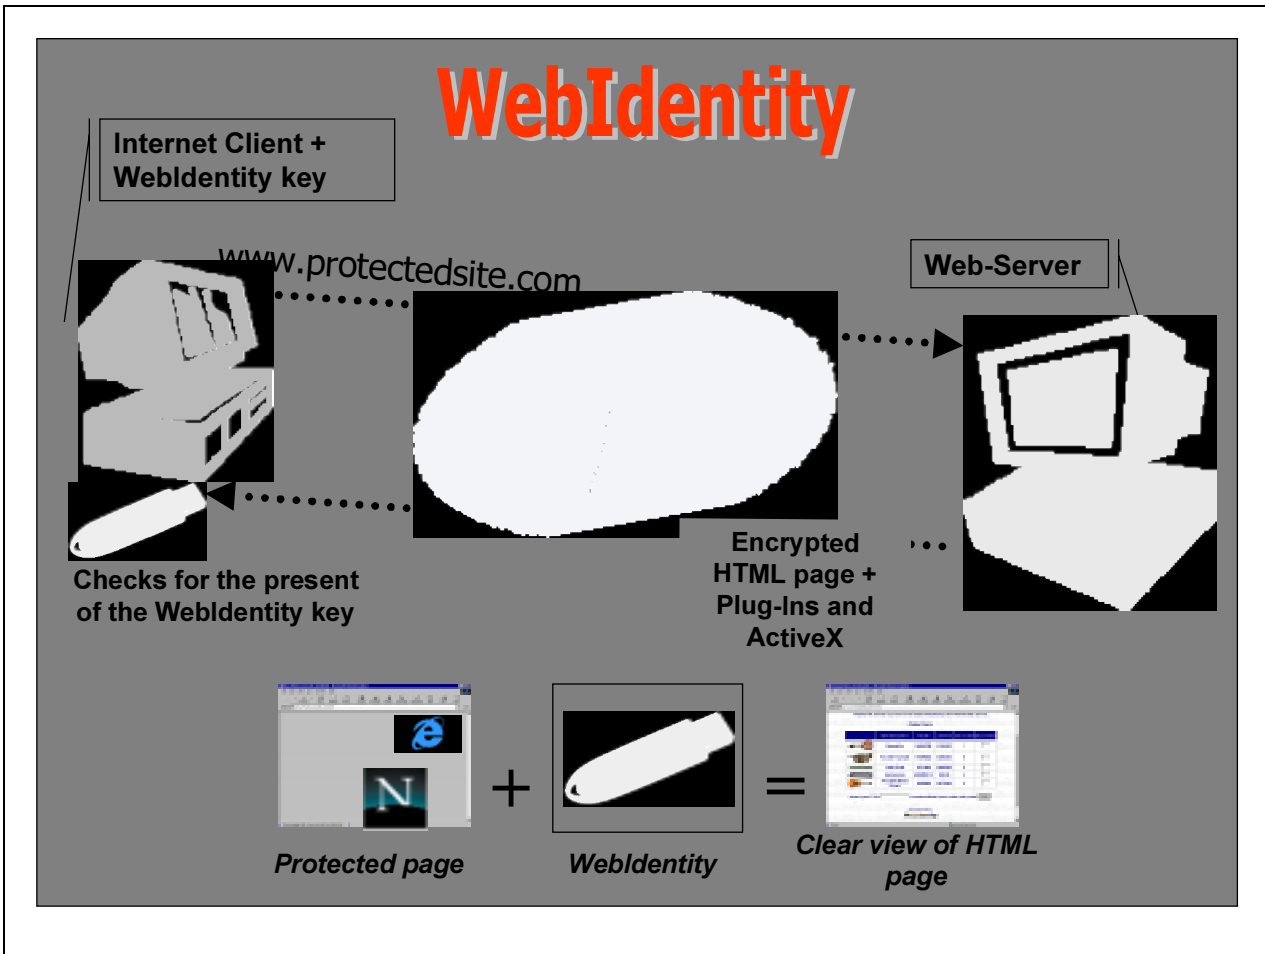 WebIdentity
Internet Client +
WebIdentity key
www.protectedsite.com
Web-Server
Encrypted
HTML page +
Plug-Ins and
ActiveX
Checks for the present
of the WebIdentity key
N
+
=
Protected page
WebIdentity
Clear view of HTML
page